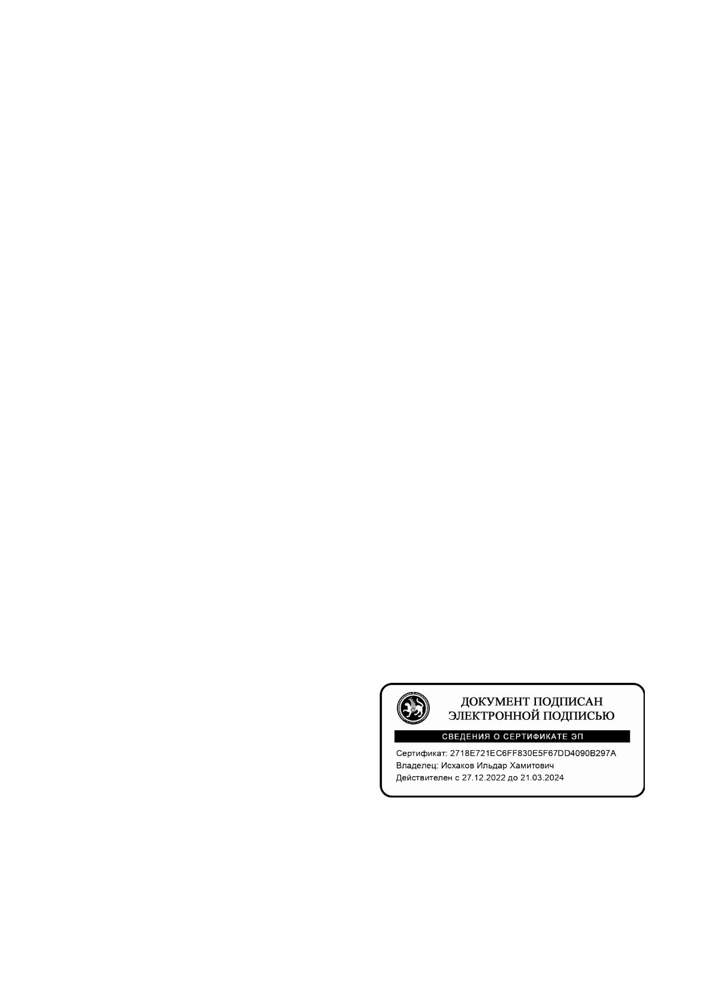 ДОКУМЕНТ ПОДПИСАН
ЭЛЕКТРОННОЙ ПОДПИСЬЮ
СВЕДЕНИЯ О СЕРТИФИКАТЕ ЭП
Сертификат: 2718E721EC6FF830E5F67DD4090B297A
Владелец: Исхаков Ильдар Хамитович
Действителен с 27.12.2022 до 21.03.2024